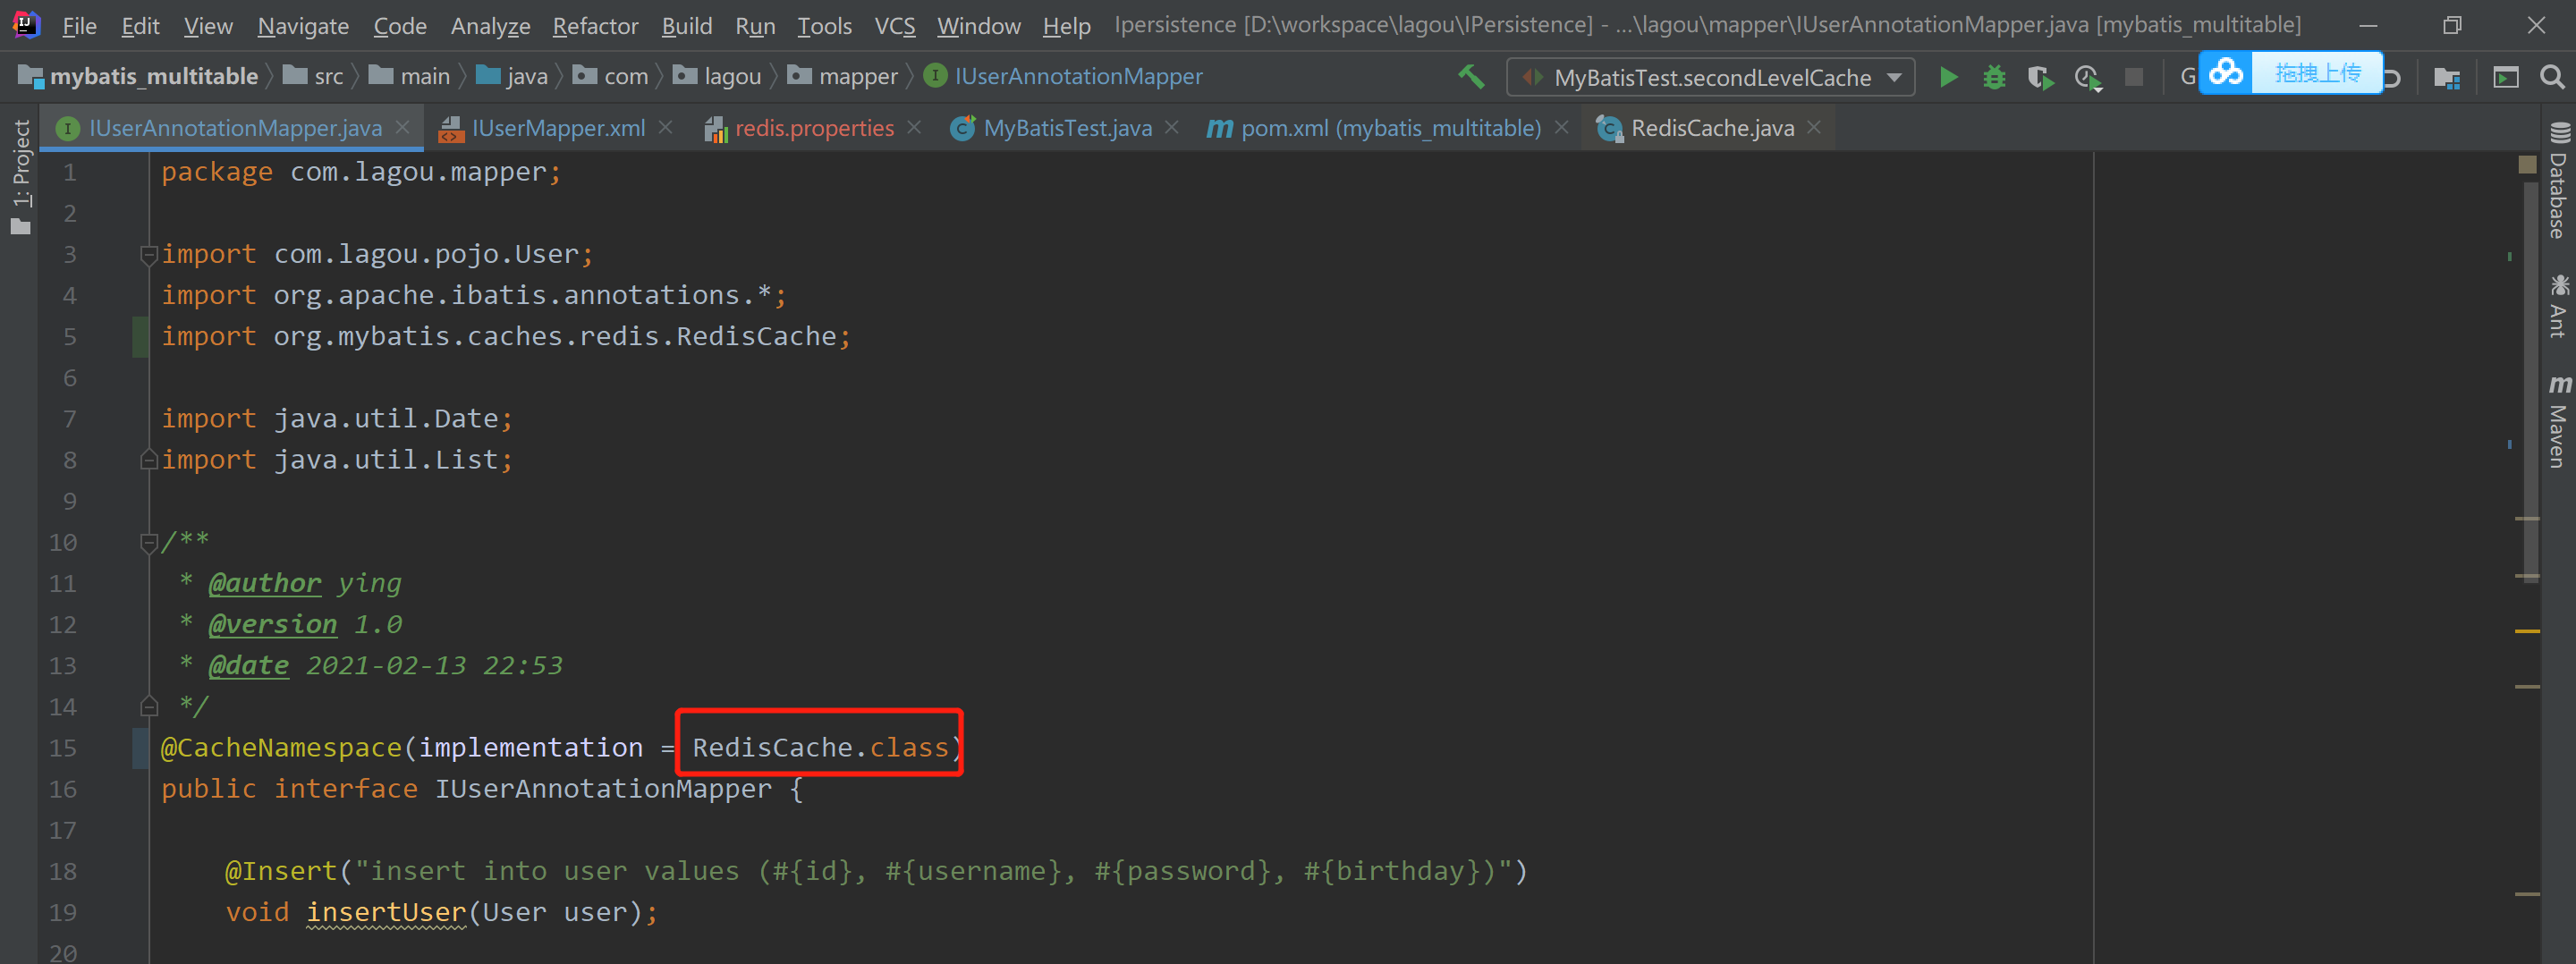 File Edit View Navigate Code Analyze Refactor Build Run Tools VCS Window Help Ipersistence [D:\workspace\lagou\IPersistence] - ...\lagou\mapper\IUserAnnotationMapper.java [mybatis_multitable]
mybatis_multitable src main java com lagou mapper IUserAnnotationMapper MyBatisTest.secondLevelCache G 拖拽上传
IUserAnnotationMapper.java IUserMapper.xml redis.properties MyBatisTest.java pom.xml (mybatis_multitable) RedisCache.java
1: Project
Database
Ant
Maven
1 package com.lagou.mapper;
2
3 import com.lagou.pojo.User;
4 import org.apache.ibatis.annotations.*;
5 import org.mybatis.caches.redis.RedisCache;
6
7 import java.util.Date;
8 import java.util.List;
9
10 /**
11 * @author ying
12 * @version 1.0
13 * @date 2021-02-13 22:53
14 */
15 @CacheNamespace(implementation = RedisCache.class)
16 public interface IUserAnnotationMapper {
17
18 @Insert("insert into user values (#{id}, #{username}, #{password}, #{birthday})")
19 void insertUser(User user);
20